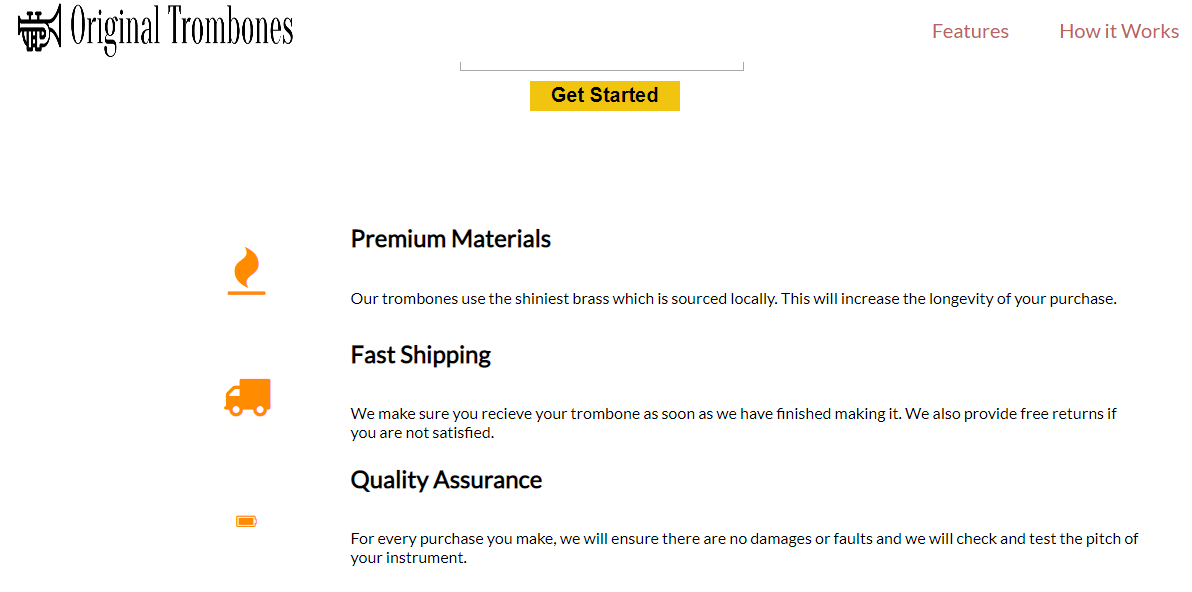 Original Trombones
Features
How it Works
Get Started
Premium Materials
Our trombones use the shiniest brass which is sourced locally. This will increase the longevity of your purchase.
Fast Shipping
We make sure you recieve your trombone as soon as we have finished making it. We also provide free returns if
you are not satisfied.
Quality Assurance
For every purchase you make, we will ensure there are no damages or faults and we will check and test the pitch of
your instrument.